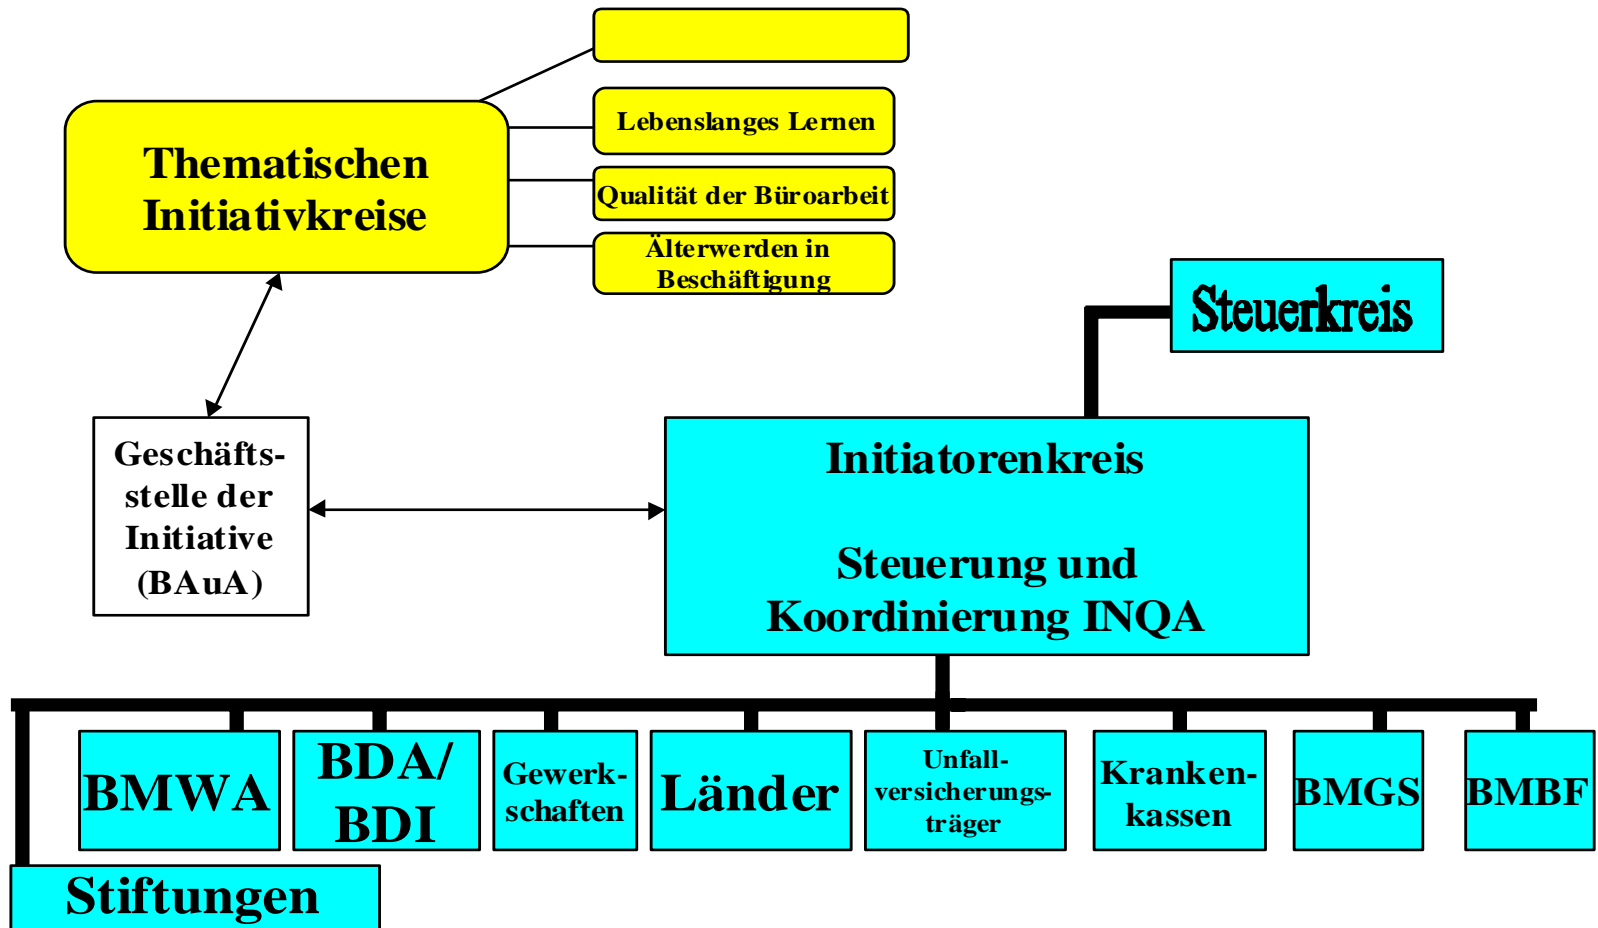 Lebenslanges Lernen
Thematischen
Initiativkreise
Qualität der Büroarbeit
Älterwerden in
Beschäftigung
Steuerkreis
Geschäfts-
stelle der
Initiative
(BAuA)
Initiatorenkreis
Steuerung und
Koordinierung INQA
BMWA
BDA/
BDI
Gewerk-
schaften
Länder
Unfall-
versicherungs-
träger
Kranken-
kassen
BMGS
BMBF
Stiftungen